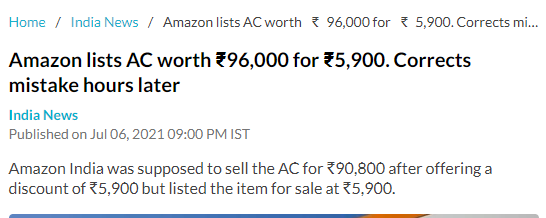 Home / India News / Amazon lists AC worth ₹ 96,000 for ₹ 5,900. Corrects mi...
Amazon lists AC worth ₹96,000 for ₹5,900. Corrects
mistake hours later
India News
Published on Jul 06, 2021 09:00 PM IST
Amazon India was supposed to sell the AC for ₹90,800 after offering a
discount of ₹5,900 but listed the item for sale at ₹5,900.